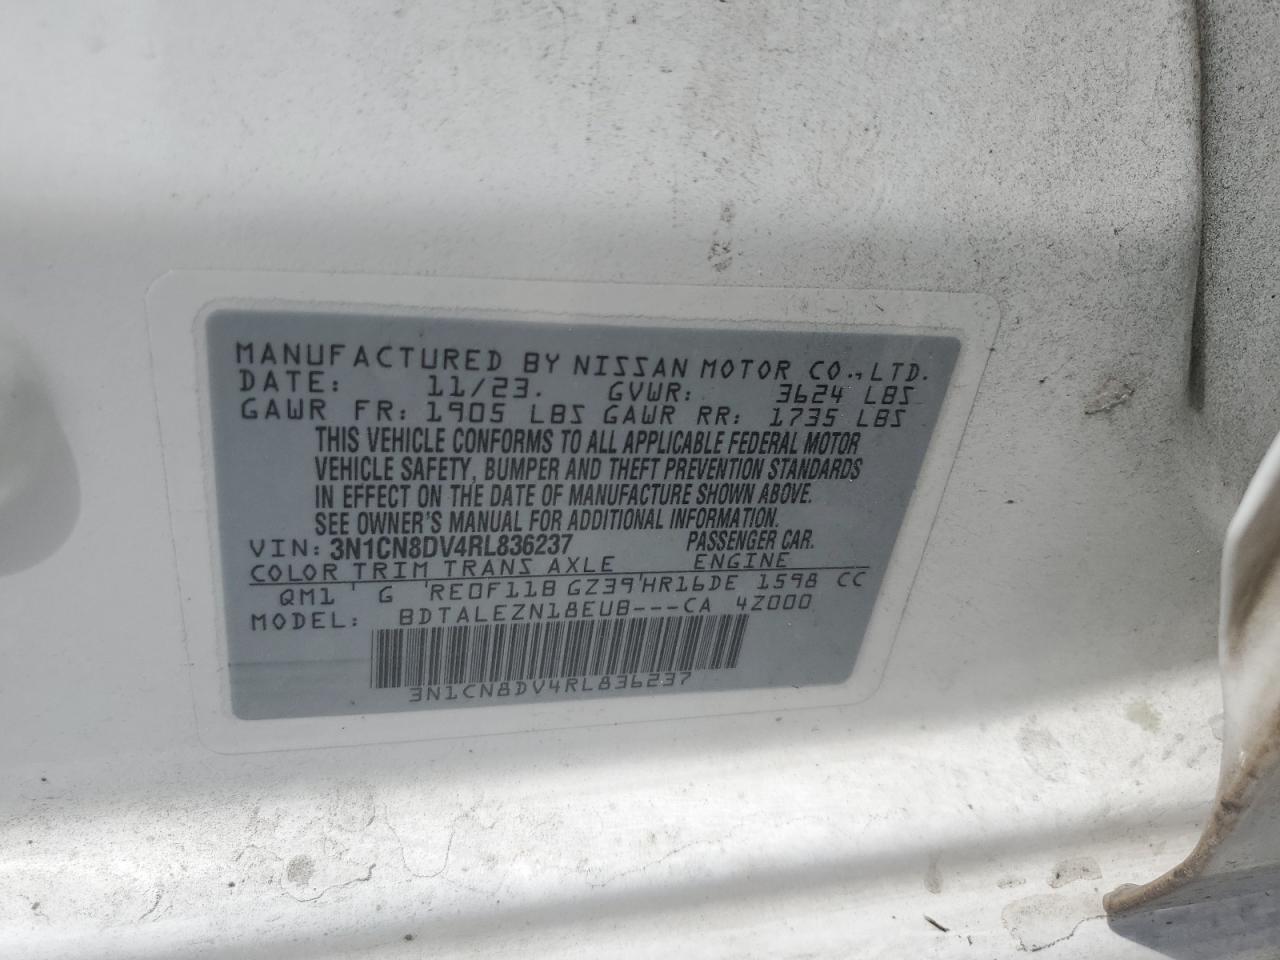 MANUFACTURED BY NISSAN MOTOR CO., LTD.
DATE: 11/23. GVWR: 3624 LBS
GAWR FR: 1905 LBS GAWR RR: 1735 LBS
THIS VEHICLE CONFORMS TO ALL APPLICABLE FEDERAL MOTOR
VEHICLE SAFETY, BUMPER AND THEFT PREVENTION STANDARDS
IN EFFECT ON THE DATE OF MANUFACTURE SHOWN ABOVE.
SEE OWNER'S MANUAL FOR ADDITIONAL INFORMATION.
VIN: 3N1CN8DV4RL836237 PASSENGER CAR.
COLOR TRIM TRANS AXLE ENGINE
QM1 ' G 'RE0F11B GZ39'HR16DE 1598 CC
MODEL: BDTALEZN18EUB---CA 4Z000
3N1CN8DV4RL836237